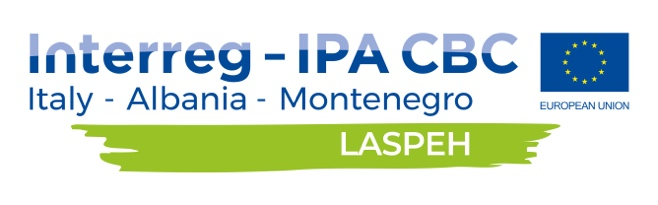 Interreg - IPA CBC
Italy - Albania - Montenegro
EUROPEAN UNION
LASPEH